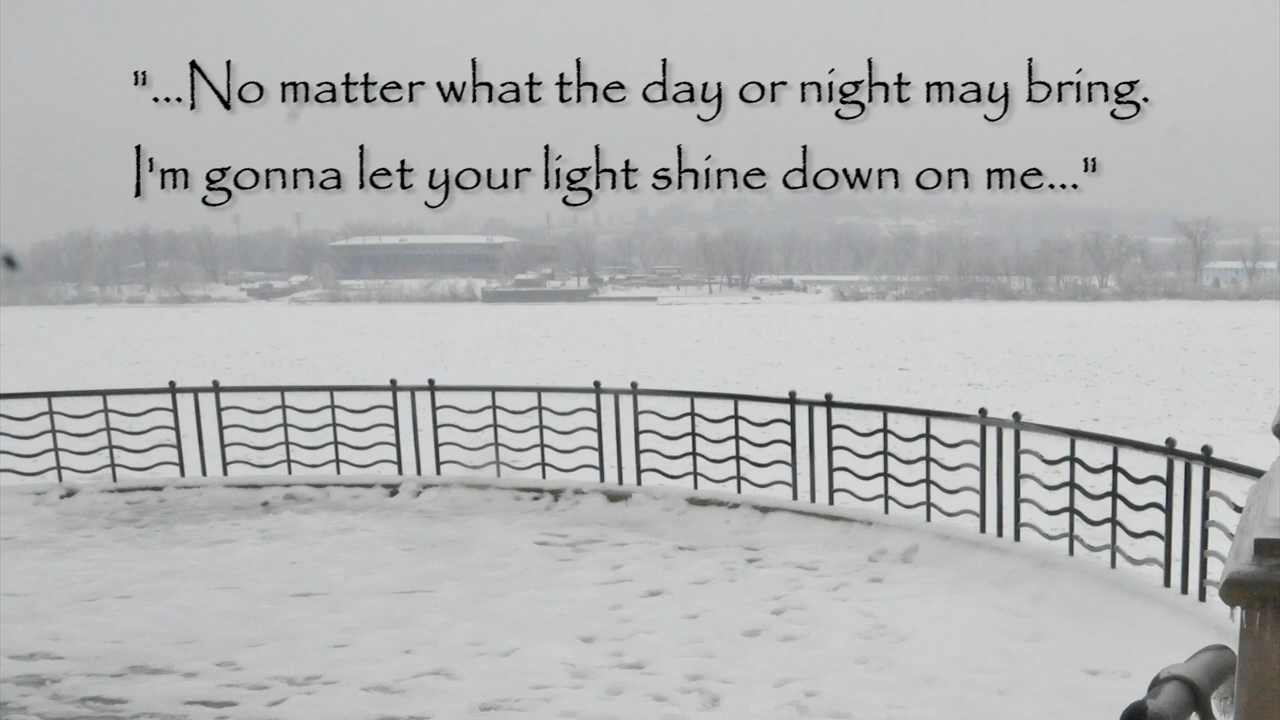 "...No matter what the day or night may bring.
I'm gonna let your light shine down on me..."